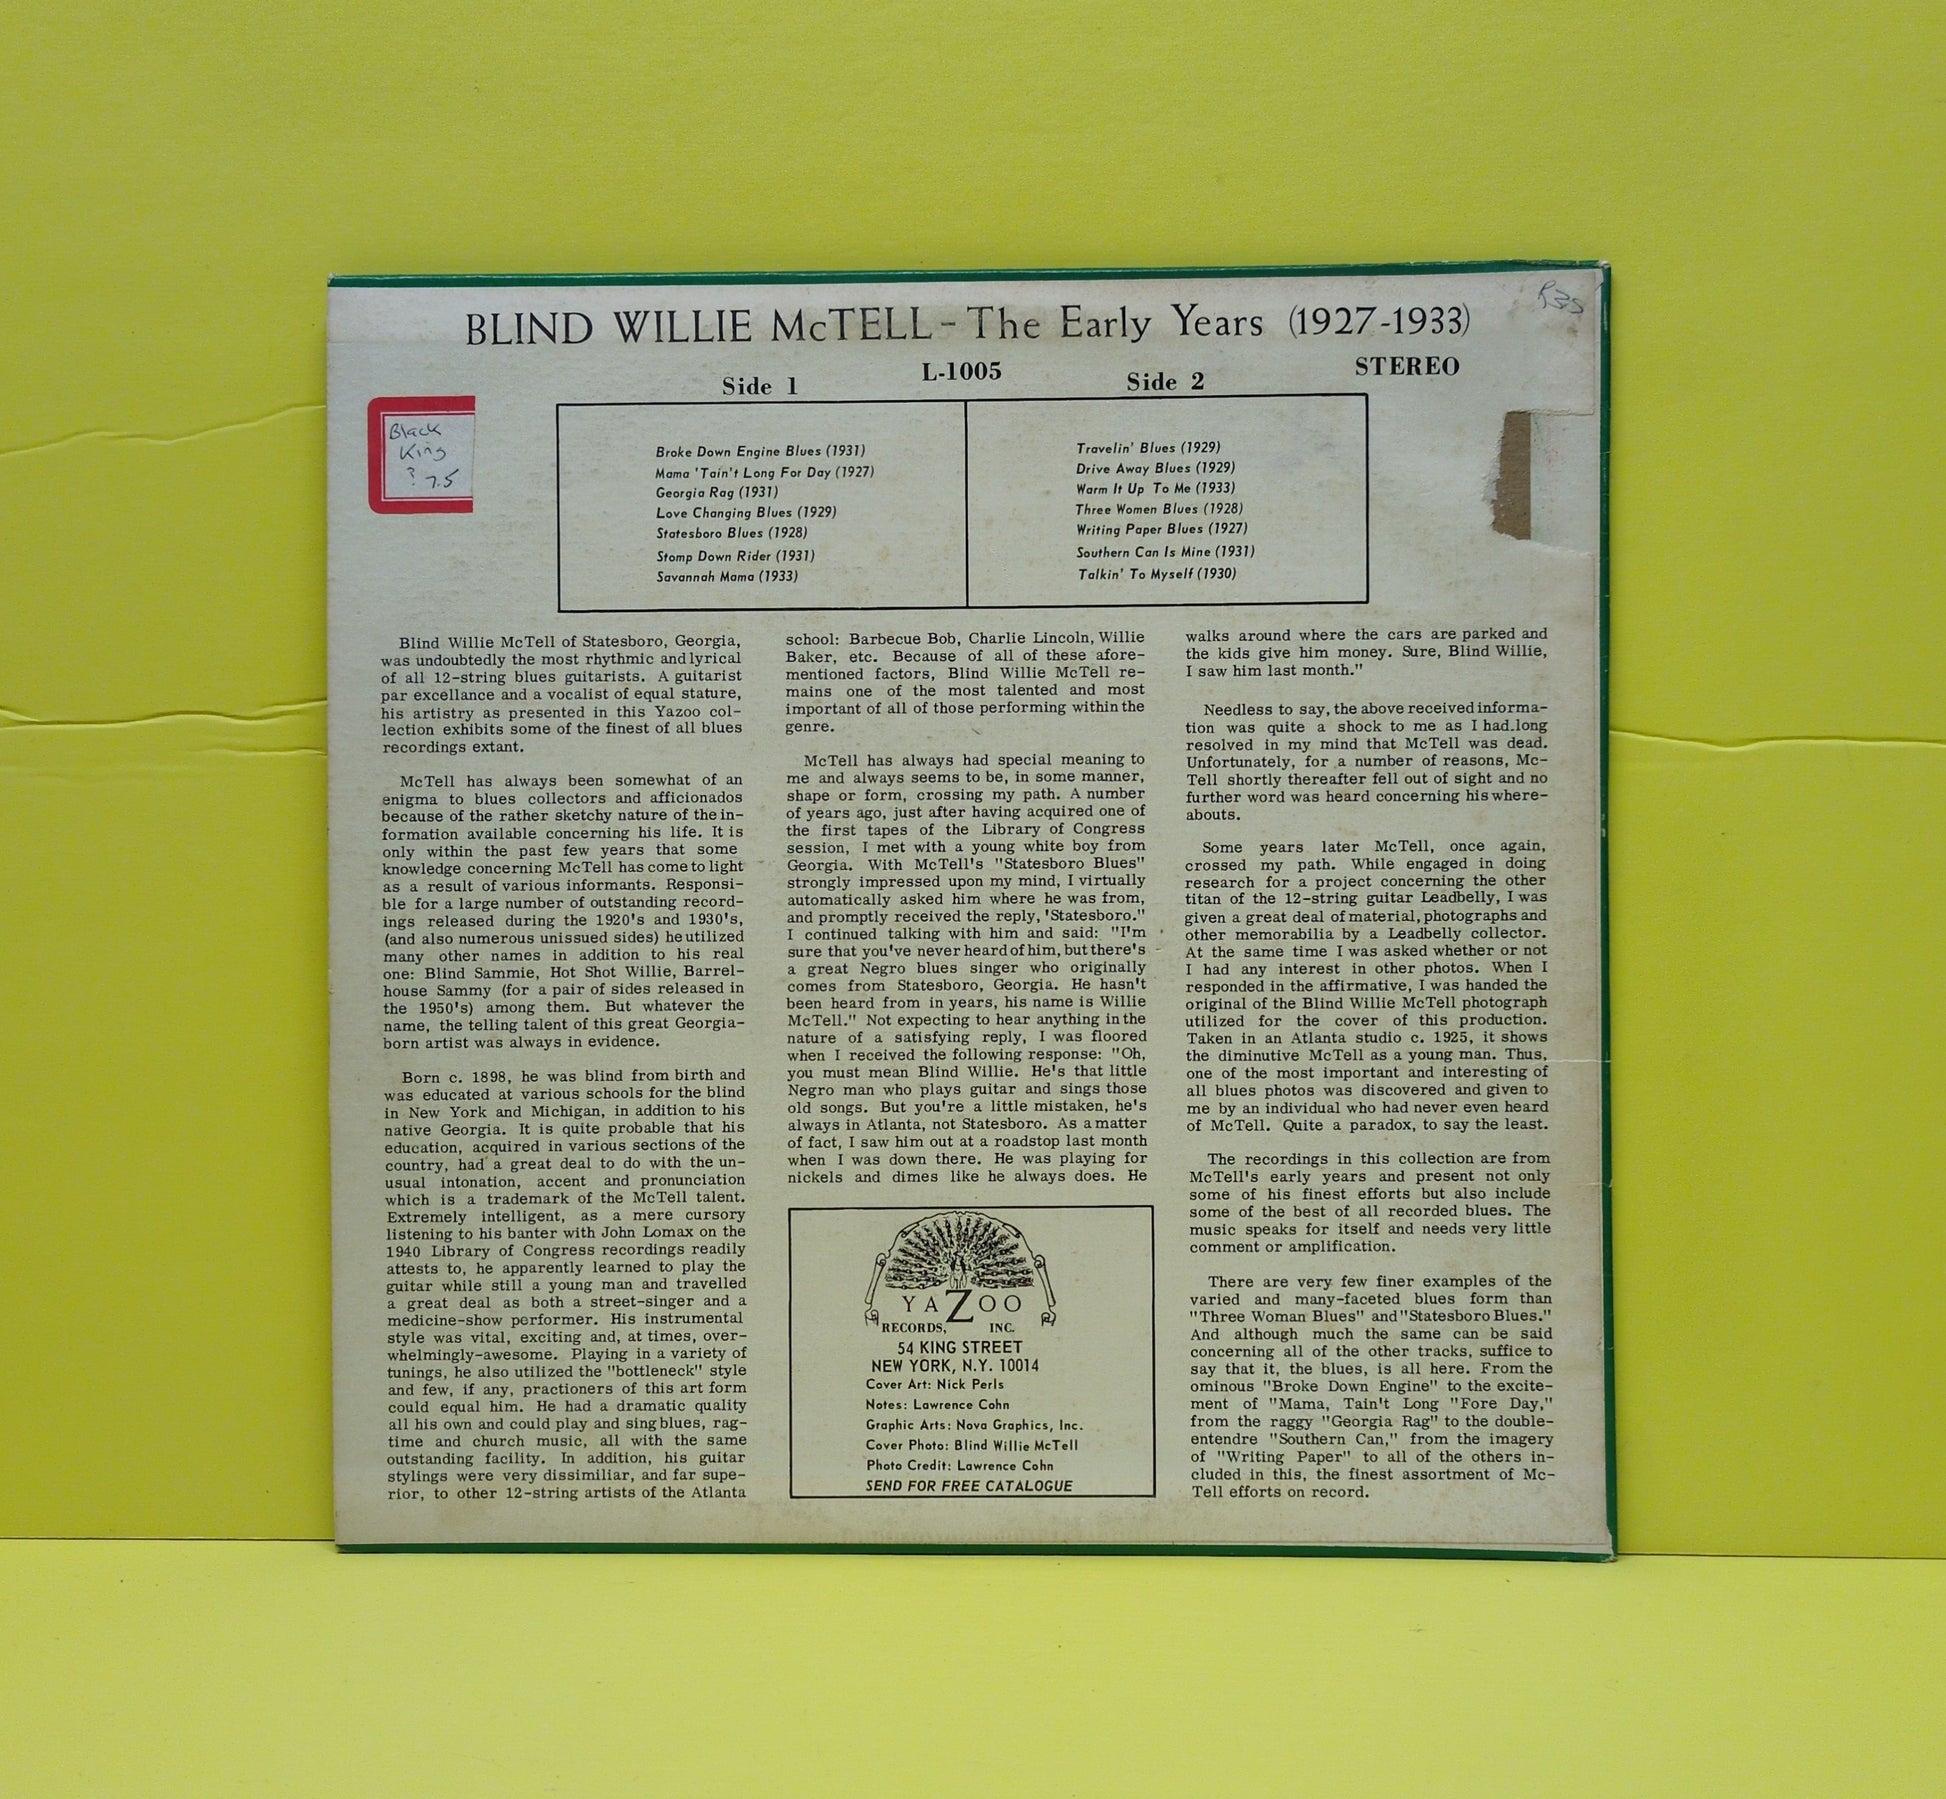 R35
BLIND WILLIE McTELL - The Early Years (1927-1933)
L-1005
STEREO
Side 1
Side 2
Black
King
? 7.5
Broke Down Engine Blues (1931)
Mama 'Tain't Long For Day (1927)
Georgia Rag (1931)
Love Changing Blues (1929)
Statesboro Blues (1928)
Stomp Down Rider (1931)
Savannah Mama (1933)
Travelin' Blues (1929)
Drive Away Blues (1929)
Warm It Up To Me (1933)
Three Women Blues (1928)
Writing Paper Blues (1927)
Southern Can Is Mine (1931)
Talkin' To Myself (1930)
Blind Willie McTell of Statesboro, Georgia,
was undoubtedly the most rhythmic and lyrical
of all 12-string blues guitarists. A guitarist
par excellance and a vocalist of equal stature,
his artistry as presented in this Yazoo col-
lection exhibits some of the finest of all blues
recordings extant.
McTell has always been somewhat of an
enigma to blues collectors and afficionados
because of the rather sketchy nature of the in-
formation available concerning his life. It is
only within the past few years that some
knowledge concerning McTell has come to light
as a result of various informants. Responsi-
ble for a large number of outstanding record-
ings released during the 1920's and 1930's,
(and also numerous unissued sides) he utilized
many other names in addition to his real
one: Blind Sammie, Hot Shot Willie, Barrel-
house Sammy (for a pair of sides released in
the 1950's) among them. But whatever the
name, the telling talent of this great Georgia-
born artist was always in evidence.
Born c. 1898, he was blind from birth and
was educated at various schools for the blind
in New York and Michigan, in addition to his
native Georgia. It is quite probable that his
education, acquired in various sections of the
country, had a great deal to do with the un-
usual intonation, accent and pronunciation
which is a trademark of the McTell talent.
Extremely intelligent, as a mere cursory
listening to his banter with John Lomax on the
1940 Library of Congress recordings readily
attests to, he apparently learned to play the
guitar while still a young man and travelled
a great deal as both a street-singer and a
medicine-show performer. His instrumental
style was vital, exciting and, at times, over-
whelmingly-awesome. Playing in a variety of
tunings, he also utilized the "bottleneck" style
and few, if any, practioners of this art form
could equal him. He had a dramatic quality
all his own and could play and sing blues, rag-
time and church music, all with the same
outstanding facility. In addition, his guitar
stylings were very dissimiliar, and far supe-
rior, to other 12-string artists of the Atlanta
school: Barbecue Bob, Charlie Lincoln, Willie
Baker, etc. Because of all of these afore-
mentioned factors, Blind Willie McTell re-
mains one of the most talented and most
important of all of those performing within the
genre.
McTell has always had special meaning to
me and always seems to be, in some manner,
shape or form, crossing my path. A number
of years ago, just after having acquired one of
the first tapes of the Library of Congress
session, I met with a young white boy from
Georgia. With McTell's "Statesboro Blues"
strongly impressed upon my mind, I virtually
automatically asked him where he was from,
and promptly received the reply, 'Statesboro."
I continued talking with him and said: "I'm
sure that you've never heard of him, but there's
a great Negro blues singer who originally
comes from Statesboro, Georgia. He hasn't
been heard from in years, his name is Willie
McTell." Not expecting to hear anything in the
nature of a satisfying reply, I was floored
when I received the following response: "Oh,
you must mean Blind Willie. He's that little
Negro man who plays guitar and sings those
old songs. But you're a little mistaken, he's
always in Atlanta, not Statesboro. As a matter
of fact, I saw him out at a roadstop last month
when I was down there. He was playing for
nickels and dimes like he always does. He
YAZOO
RECORDS, INC.
54 KING STREET
NEW YORK, N.Y. 10014
Cover Art: Nick Perls
Notes: Lawrence Cohn
Graphic Arts: Nova Graphics, Inc.
Cover Photo: Blind Willie McTell
Photo Credit: Lawrence Cohn
SEND FOR FREE CATALOGUE
walks around where the cars are parked and
the kids give him money. Sure, Blind Willie,
I saw him last month."
Needless to say, the above received informa-
tion was quite a shock to me as I had long
resolved in my mind that McTell was dead.
Unfortunately, for a number of reasons, Mc-
Tell shortly thereafter fell out of sight and no
further word was heard concerning his where-
abouts.
Some years later McTell, once again,
crossed my path. While engaged in doing
research for a project concerning the other
titan of the 12-string guitar Leadbelly, I was
given a great deal of material, photographs and
other memorabilia by a Leadbelly collector.
At the same time I was asked whether or not
I had any interest in other photos. When I
responded in the affirmative, I was handed the
original of the Blind Willie McTell photograph
utilized for the cover of this production.
Taken in an Atlanta studio c. 1925, it shows
the diminutive McTell as a young man. Thus,
one of the most important and interesting of
all blues photos was discovered and given to
me by an individual who had never even heard
of McTell. Quite a paradox, to say the least.
The recordings in this collection are from
McTell's early years and present not only
some of his finest efforts but also include
some of the best of all recorded blues. The
music speaks for itself and needs very little
comment or amplification.
There are very few finer examples of the
varied and many-faceted blues form than
"Three Woman Blues" and "Statesboro Blues."
And although much the same can be said
concerning all of the other tracks, suffice to
say that it, the blues, is all here. From the
ominous "Broke Down Engine" to the excite-
ment of "Mama, Tain't Long "Fore Day,"
from the raggy "Georgia Rag" to the double-
entendre "Southern Can," from the imagery
of "Writing Paper" to all of the others in-
cluded in this, the finest assortment of Mc-
Tell efforts on record.